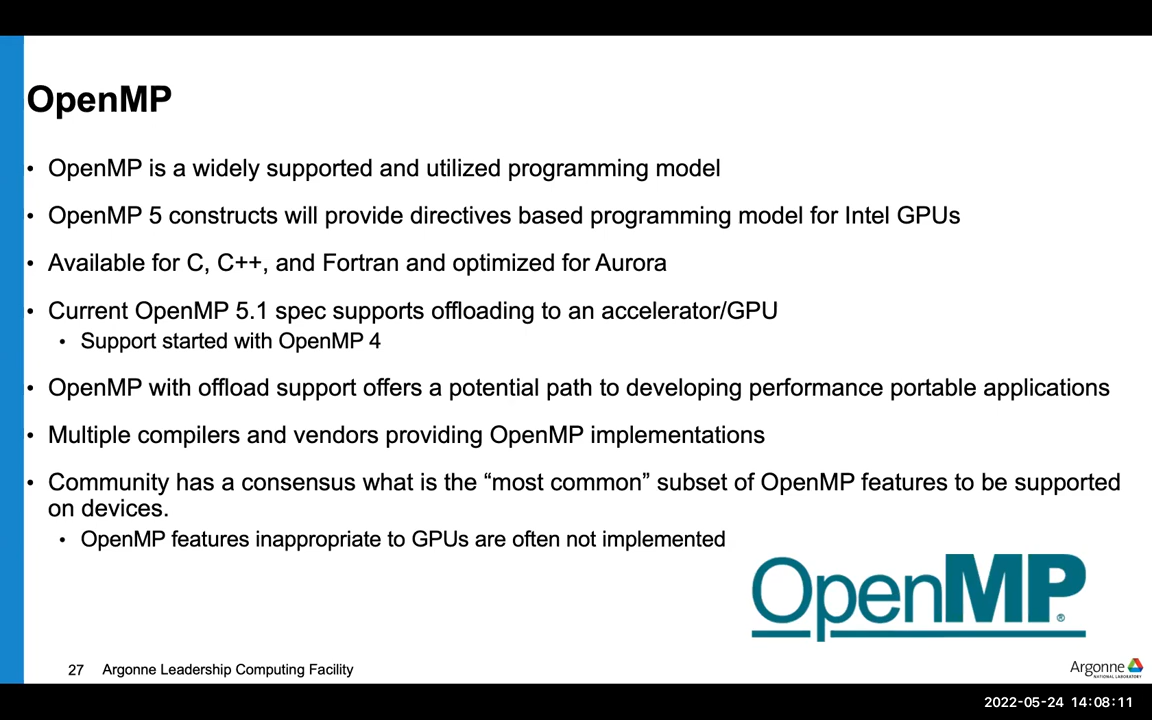 OpenMP
• OpenMP is a widely supported and utilized programming model
• OpenMP 5 constructs will provide directives based programming model for Intel GPUs
• Available for C, C++, and Fortran and optimized for Aurora
• Current OpenMP 5.1 spec supports offloading to an accelerator/GPU
• Support started with OpenMP 4
• OpenMP with offload support offers a potential path to developing performance portable applications
• Multiple compilers and vendors providing OpenMP implementations
• Community has a consensus what is the “most common” subset of OpenMP features to be supported
on devices.
• OpenMP features inappropriate to GPUs are often not implemented
OpenMP®
27 Argonne Leadership Computing Facility
Argonne
NATIONAL LABORATORY
2022-05-24 14:08:11